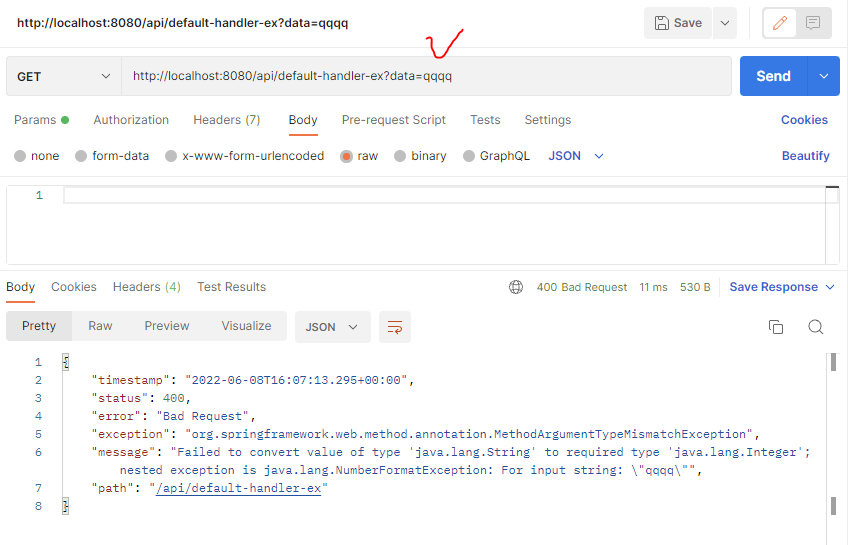 http://localhost:8080/api/default-handler-ex?data=qqqq
Save
GET
http://localhost:8080/api/default-handler-ex?data=qqqq
Send
Params
Authorization
Headers (7)
Body
Pre-request Script
Tests
Settings
Cookies
none
form-data
x-www-form-urlencoded
raw
binary
GraphQL
JSON
Beautify
1
Body
Cookies
Headers (4)
Test Results
400 Bad Request
11 ms
530 B
Save Response
Pretty
Raw
Preview
Visualize
JSON
1 {
2 "timestamp": "2022-06-08T16:07:13.295+00:00",
3 "status": 400,
4 "error": "Bad Request",
5 "exception": "org.springframework.web.method.annotation.MethodArgumentTypeMismatchException",
6 "message": "Failed to convert value of type 'java.lang.String' to required type 'java.lang.Integer';
nested exception is java.lang.NumberFormatException: For input string: \"qqqq\"",
7 "path": "/api/default-handler-ex"
8 }